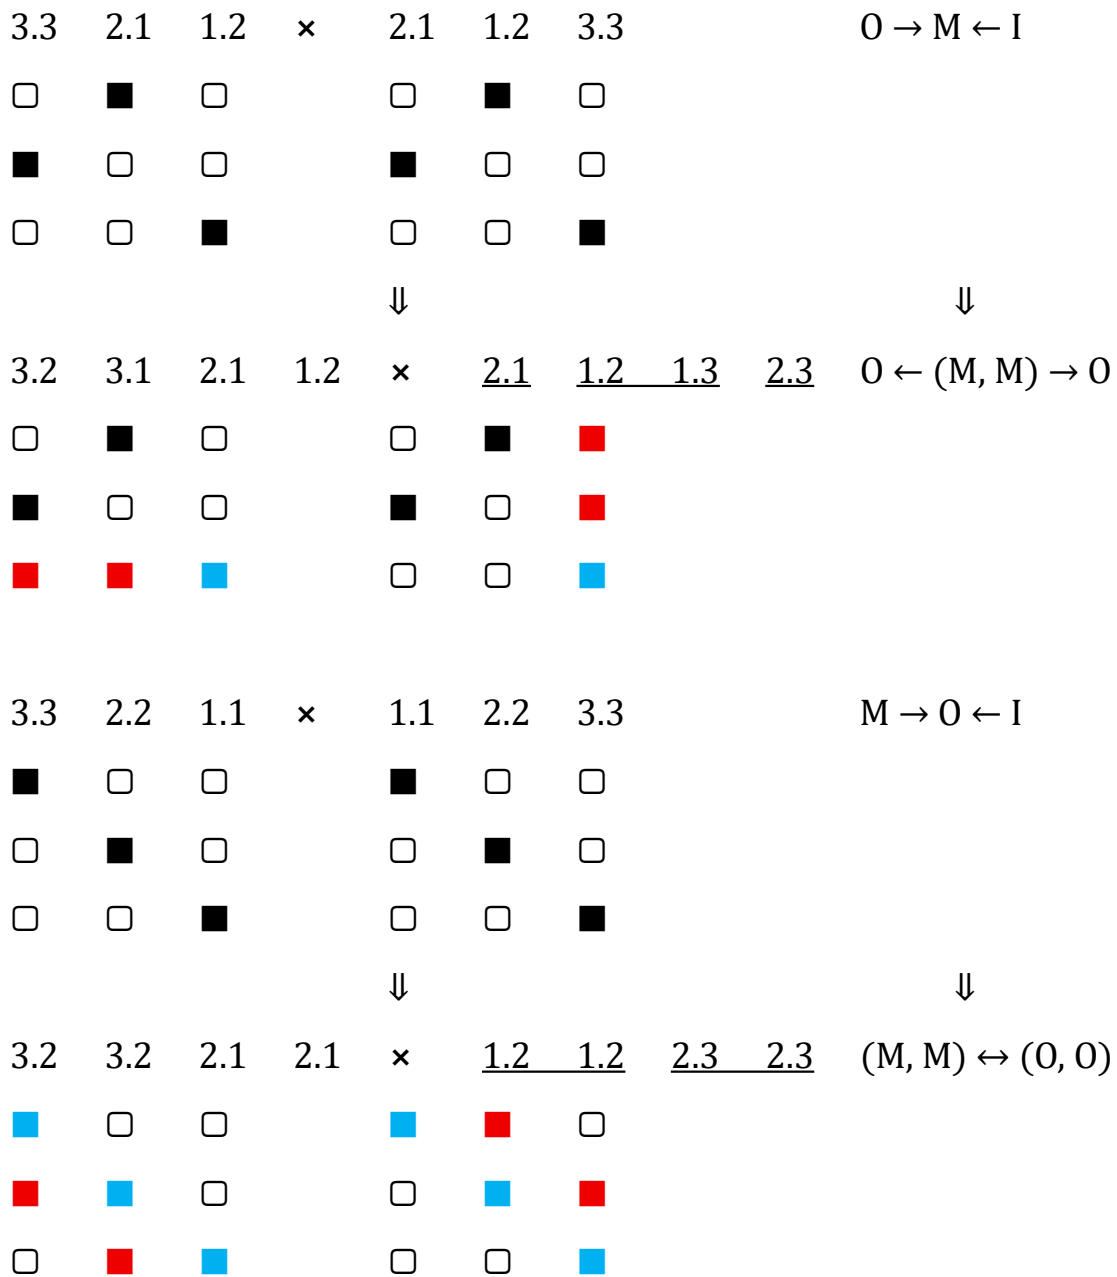 3.3 2.1 1.2 × 2.1 1.2 3.3 O → M ← I
▢ ■ ▢ ▢ ■ ▢
■ ▢ ▢ ■ ▢ ▢
▢ ▢ ■ ▢ ▢ ■
⇓ ⇓
3.2 3.1 2.1 1.2 × 2.1 1.2 1.3 2.3 O ← (M, M) → O
▢ ■ ▢ ▢ ■ ■
■ ▢ ▢ ■ ▢ ■
■ ■ ■ ▢ ▢ ■
3.3 2.2 1.1 × 1.1 2.2 3.3 M → O ← I
■ ▢ ▢ ■ ▢ ▢
▢ ■ ▢ ▢ ■ ▢
▢ ▢ ■ ▢ ▢ ■
⇓ ⇓
3.2 3.2 2.1 2.1 × 1.2 1.2 2.3 2.3 (M, M) ↔ (O, O)
■ ▢ ▢ ■ ■ ▢
■ ■ ▢ ▢ ■ ■
▢ ■ ■ ▢ ▢ ■